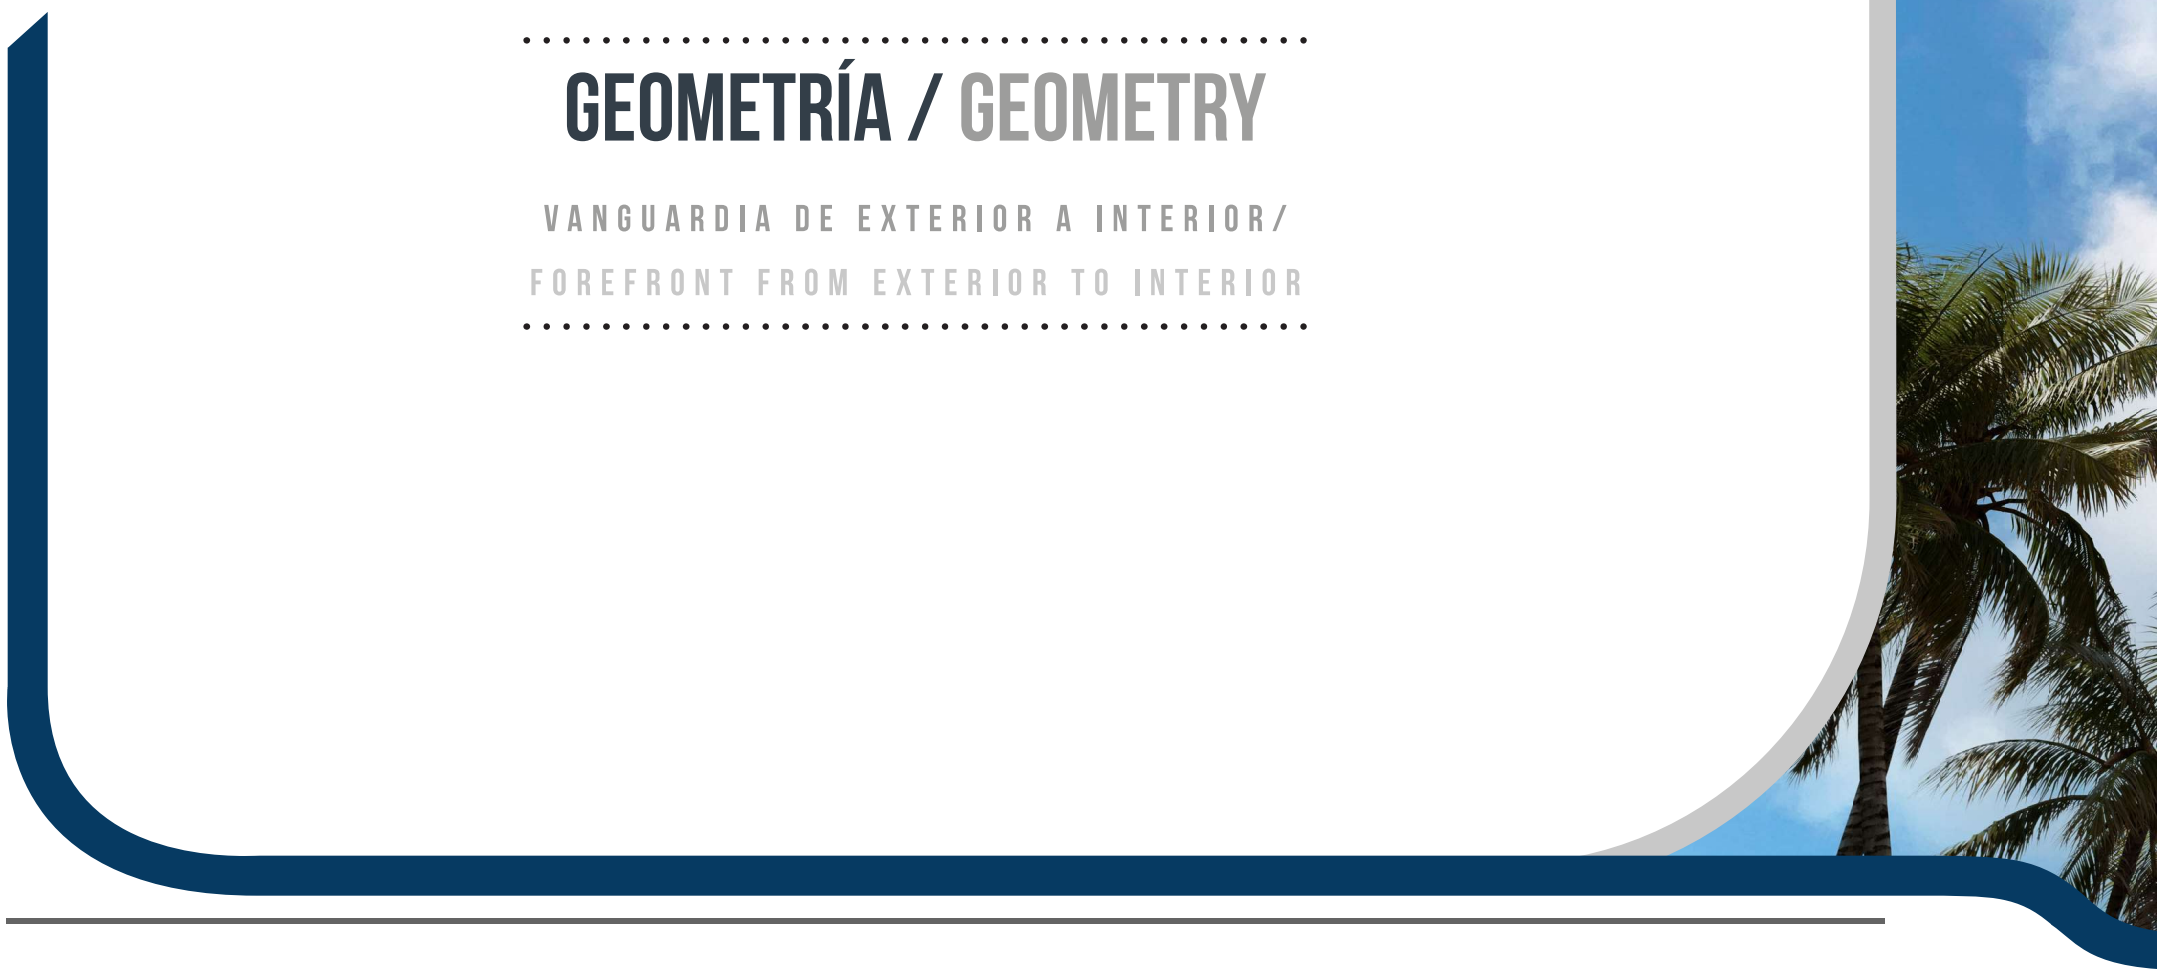 GEOMETRÍA / GEOMETRY
VANGUARDIA DE EXTERIOR A INTERIOR/
FOREFRONT FROM EXTERIOR TO INTERIOR